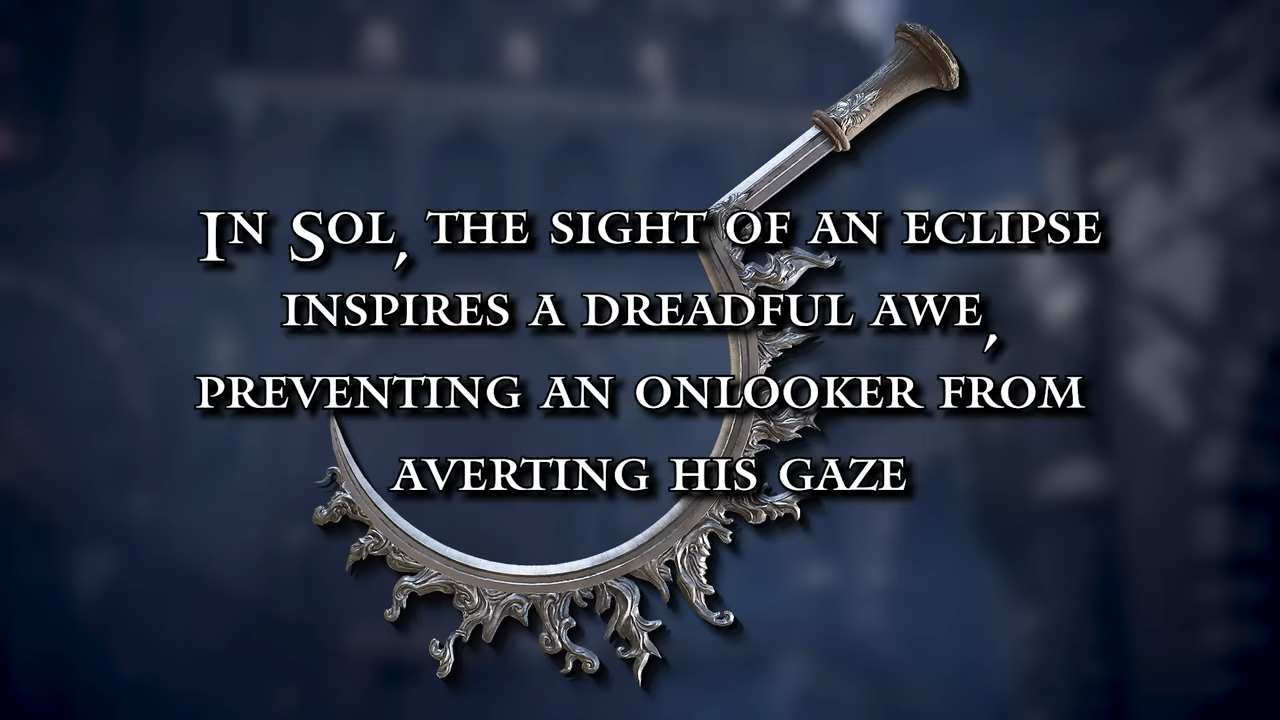 In Sol, the sight of an eclipse
inspires a dreadful awe,
preventing an onlooker from
averting his gaze